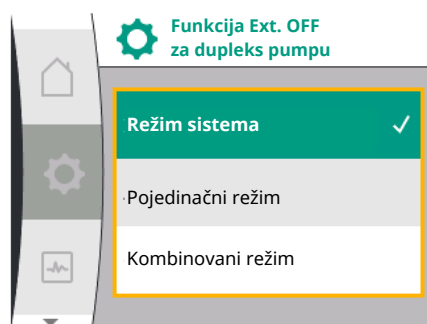 Funkcija Ext. OFF
za dupleks pumpu
Režim sistema
Pojedinačni režim
Kombinovani režim